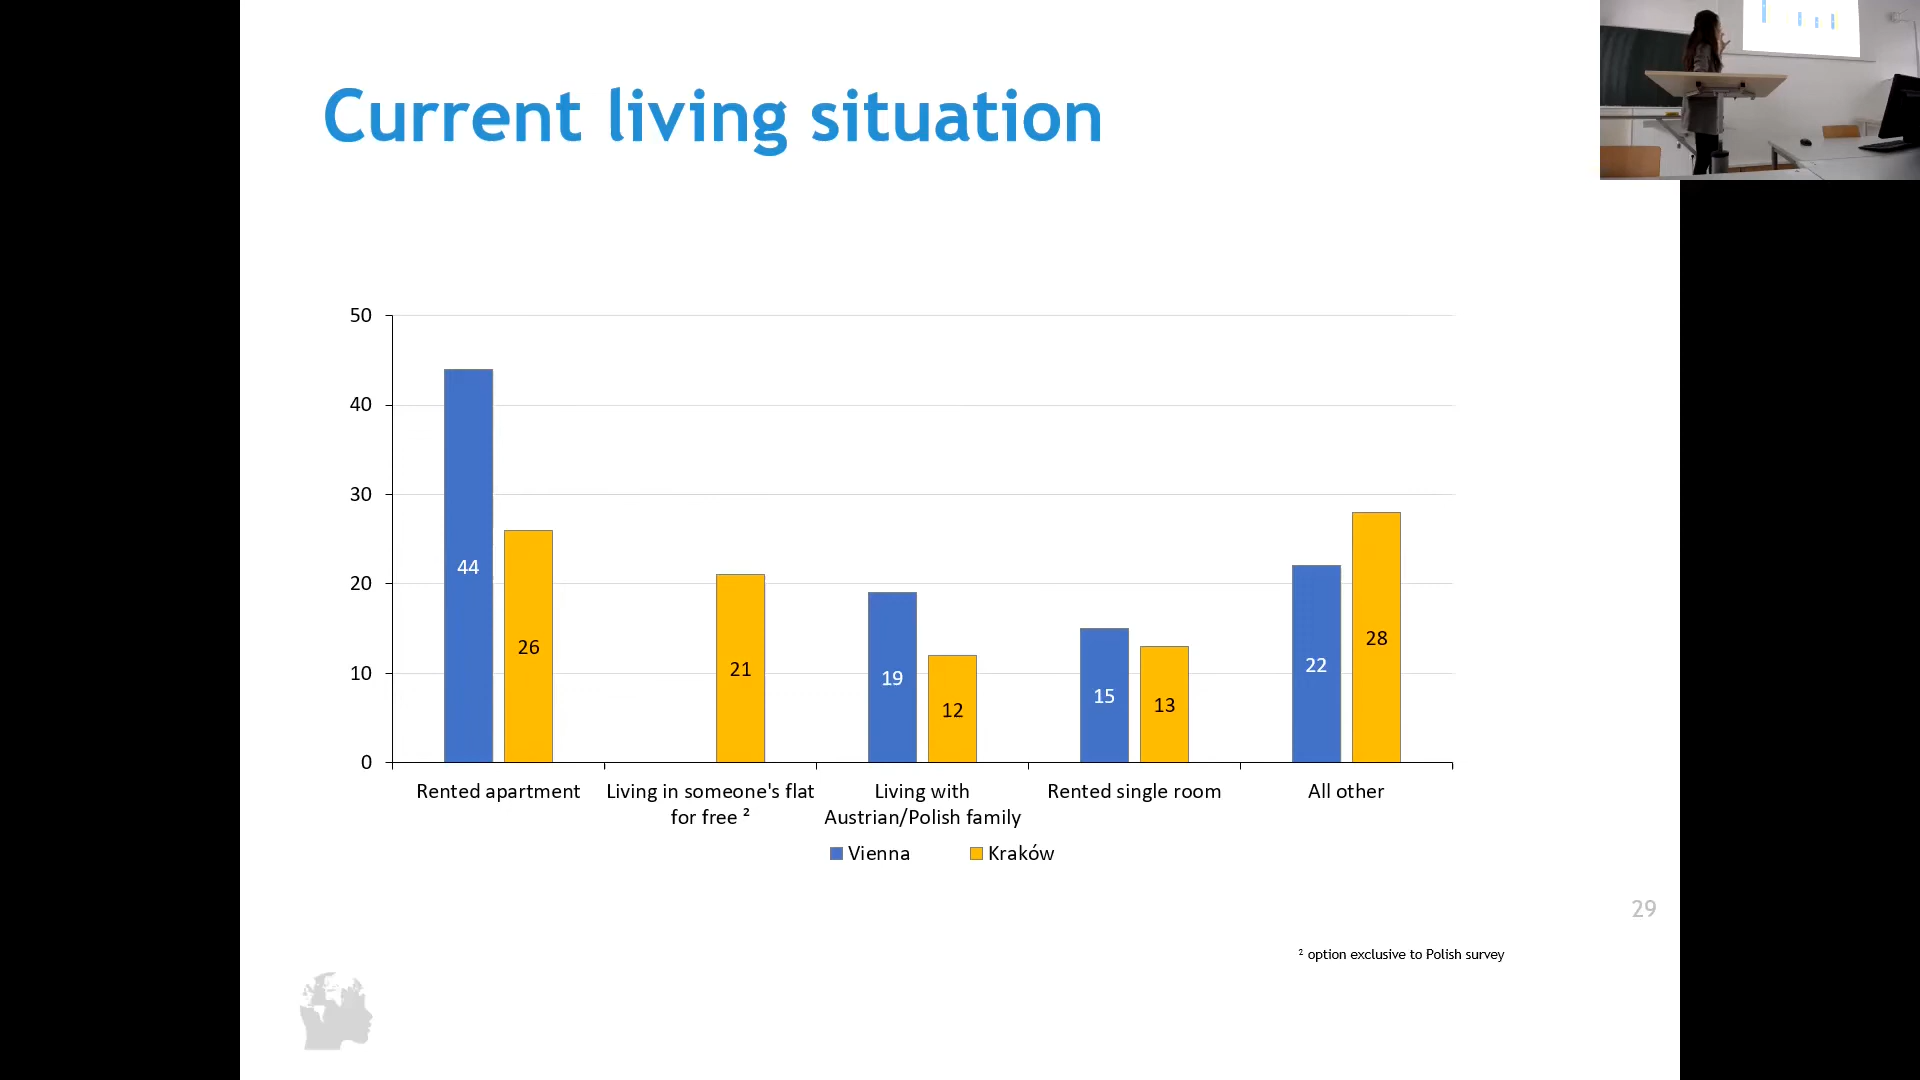 Current living situation
50
40
30
20
10
0
44
26
21
19
12
15
13
22
28
Rented apartment
Living in someone's flat
for free ²
Living with
Austrian/Polish family
Rented single room
All other
Vienna
Kraków
29
² option exclusive to Polish survey